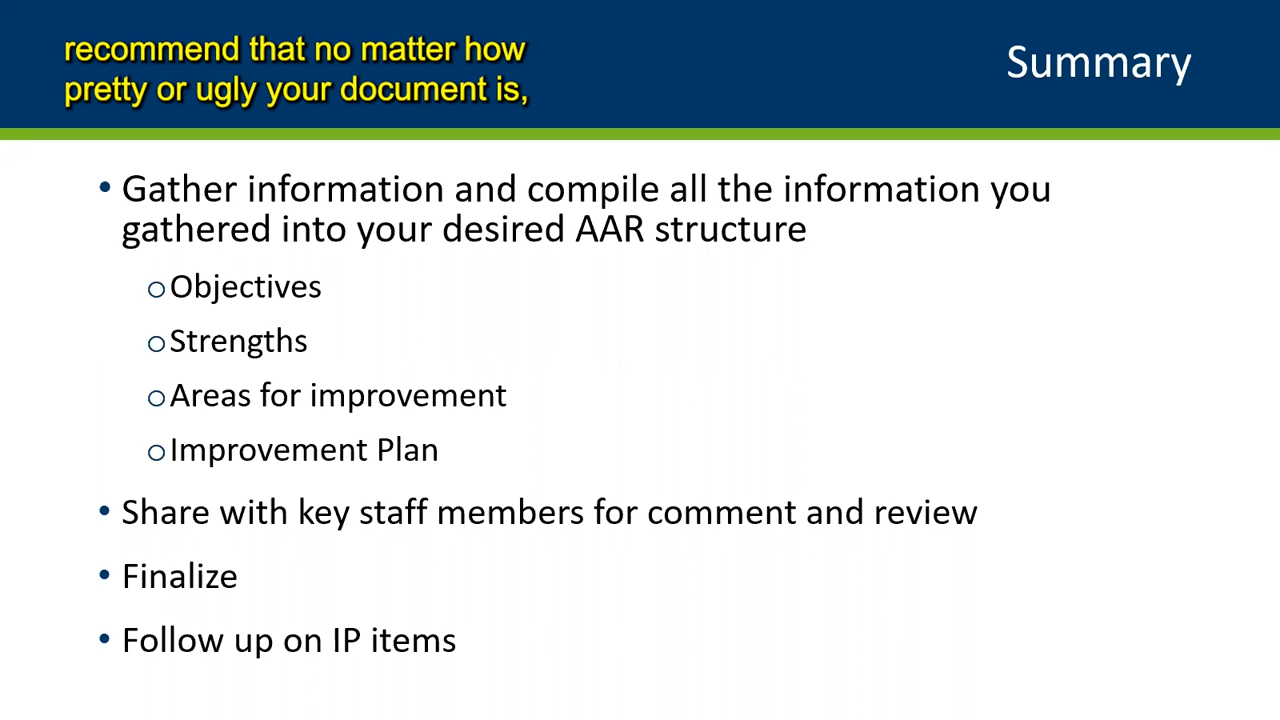 recommend that no matter how
pretty or ugly your document is,
Summary
• Gather information and compile all the information you
gathered into your desired AAR structure
o Objectives
o Strengths
o Areas for improvement
o Improvement Plan
• Share with key staff members for comment and review
• Finalize
• Follow up on IP items